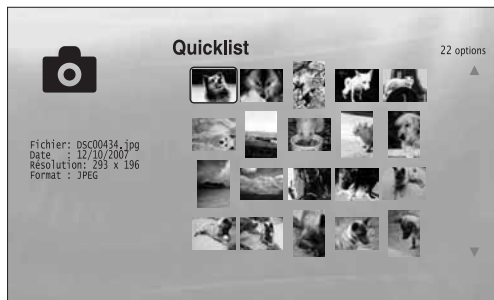 Quicklist
22 options
Fichier: DSC00434.jpg
Date : 12/10/2007
Résolution: 293 x 196
Format : JPEG